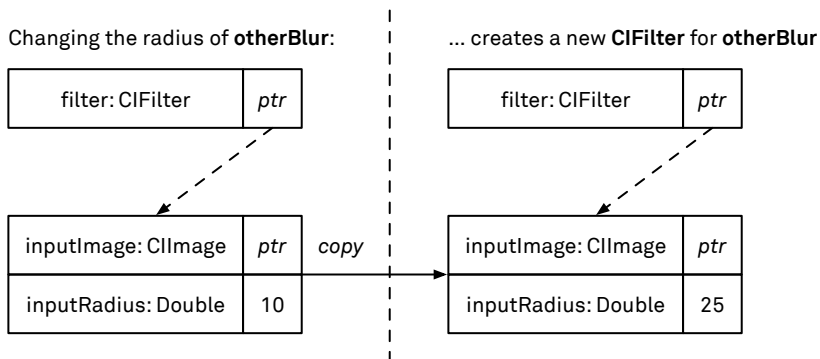 Changing the radius of otherBlur:
filter: CIFilter ptr
inputImage: CIImage ptr
inputRadius: Double 10
copy
... creates a new CIFilter for otherBlur
filter: CIFilter ptr
inputImage: CIImage ptr
inputRadius: Double 25